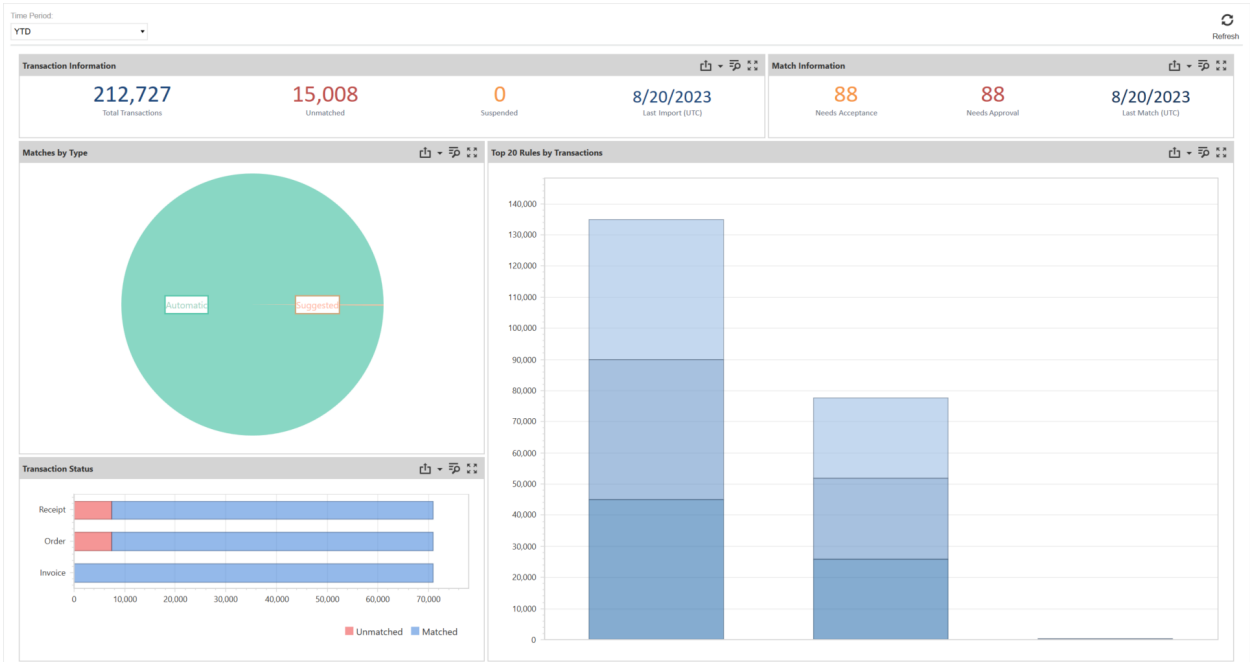 Time Period:
YTD
Refresh
Transaction Information
212,727
Total Transactions
15,008
Unmatched
0
Suspended
8/20/2023
Last Import (UTC)
Match Information
88
Needs Acceptance
88
Needs Approval
8/20/2023
Last Match (UTC)
Matches by Type
Automatic
Suggested
Top 20 Rules by Transactions
140,000
130,000
120,000
110,000
100,000
90,000
80,000
70,000
60,000
50,000
40,000
30,000
20,000
10,000
0
Transaction Status
Receipt
Order
Invoice
0 10,000 20,000 30,000 40,000 50,000 60,000 70,000
Unmatched Matched